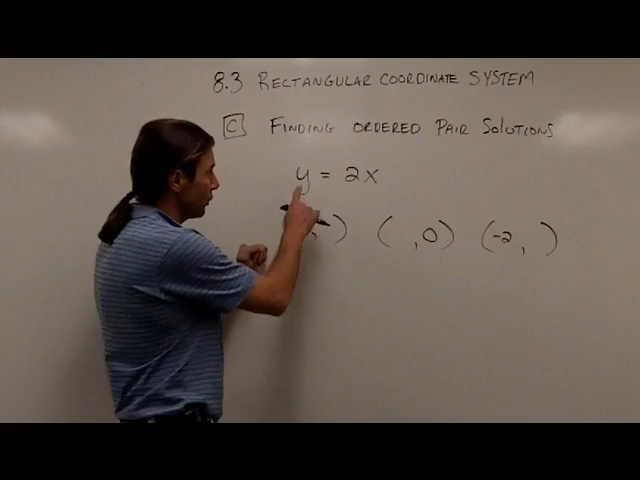 8.3 RECTANGULAR COORDINATE SYSTEM
C FINDING ORDERED PAIR SOLUTIONS
y = 2x
, ) ( , 0) (-2, )